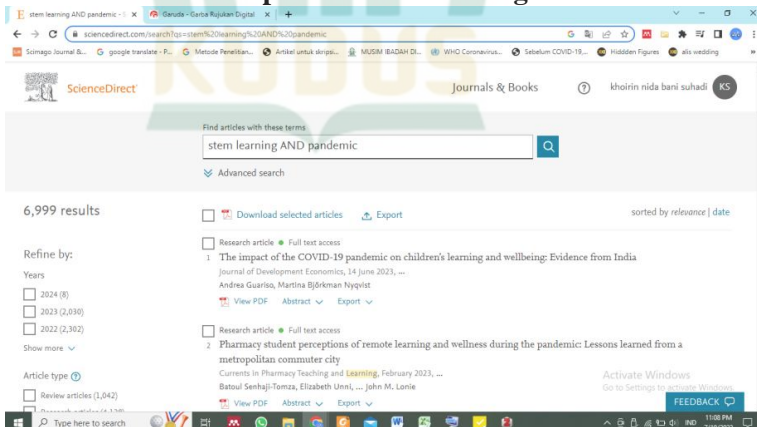 stem learning AND pandemic - S
Garuda - Garba Rujukan Digital
sciencedirect.com/search?qs=stem%20learning%20AND%20pandemic
Scimago Journal &...
google translate - P...
Metode Penelitian...
Artikel untuk skripsi...
MUSIM IBADAH DI...
WHO Coronavirus...
Sebelum COVID-19,...
Hiddden Figures
alis wedding
ScienceDirect
Journals & Books
khoirin nida bani suhadi
KS
KUDUS
Find articles with these terms
stem learning AND pandemic
Advanced search
6,999 results
Download selected articles
Export
sorted by relevance | date
Refine by:
Years
2024 (8)
2023 (2,030)
2022 (2,302)
Show more
Article type
Review articles (1,042)
Research article
Full text access
1 The impact of the COVID-19 pandemic on children's learning and wellbeing: Evidence from India
Journal of Development Economics, 14 June 2023, ...
Andrea Guariso, Martina Björkman Nyqvist
View PDF Abstract Export
Research article
Full text access
2 Pharmacy student perceptions of remote learning and wellness during the pandemic: Lessons learned from a
metropolitan commuter city
Currents in Pharmacy Teaching and Learning, February 2023, ...
Batoul Senhaji-Tomza, Elizabeth Unni, ... John M. Lonie
View PDF Abstract Export
Activate Windows
Go to Settings to activate Windows.
FEEDBACK
Type here to search
IND
11:08 PM